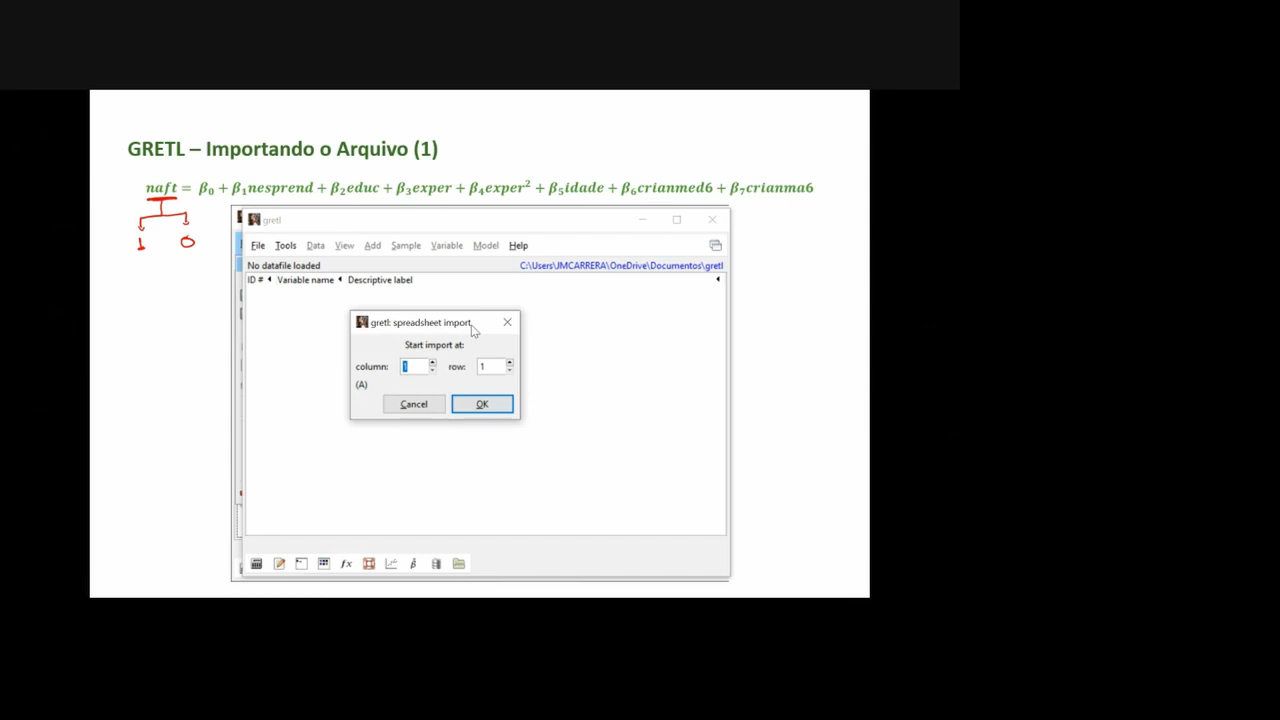 GRETL – Importando o Arquivo (1)
naft = β₀ + β₁nesprend + β₂educ + β₃exper + β₄exper² + β₅idade + β₆crianmed6 + β₇crianma6
1 0
gretl
File Tools Data View Add Sample Variable Model Help
No datafile loaded C:\Users\JMCARRERA\OneDrive\Documentos\gretl
ID # Variable name Descriptive label
gretl: spreadsheet import
Start import at:
column: 1 row: 1
(A)
Cancel OK
fx β̂